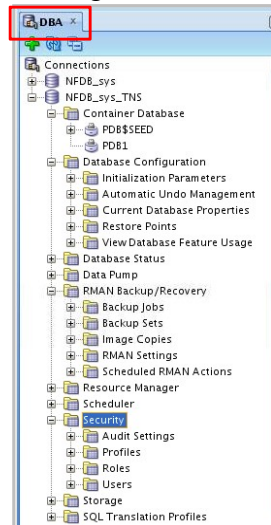 DBA
Connections
NFDB_sys
NFDB_sys_TNS
Container Database
PDB$SEED
PDB1
Database Configuration
Initialization Parameters
Automatic Undo Management
Current Database Properties
Restore Points
View Database Feature Usage
Database Status
Data Pump
RMAN Backup/Recovery
Backup Jobs
Backup Sets
Image Copies
RMAN Settings
Scheduled RMAN Actions
Resource Manager
Scheduler
Security
Audit Settings
Profiles
Roles
Users
Storage
SQL Translation Profiles